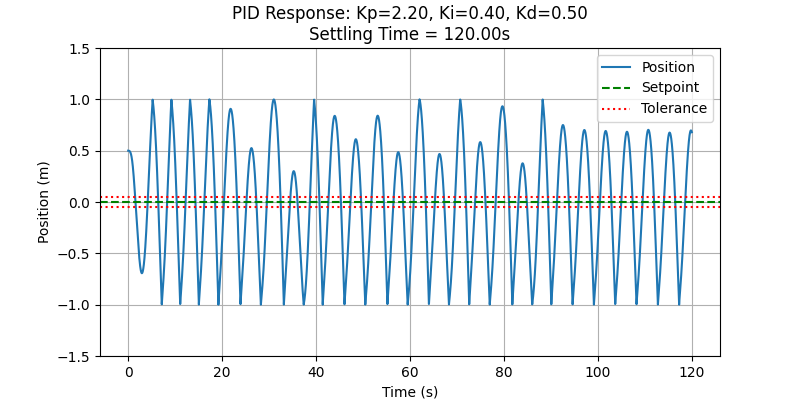 PID Response: Kp=2.20, Ki=0.40, Kd=0.50
Settling Time = 120.00s
1.5
1.0
0.5
0.0
−0.5
−1.0
−1.5
Position (m)
Position
Setpoint
Tolerance
0
20
40
60
80
100
120
Time (s)